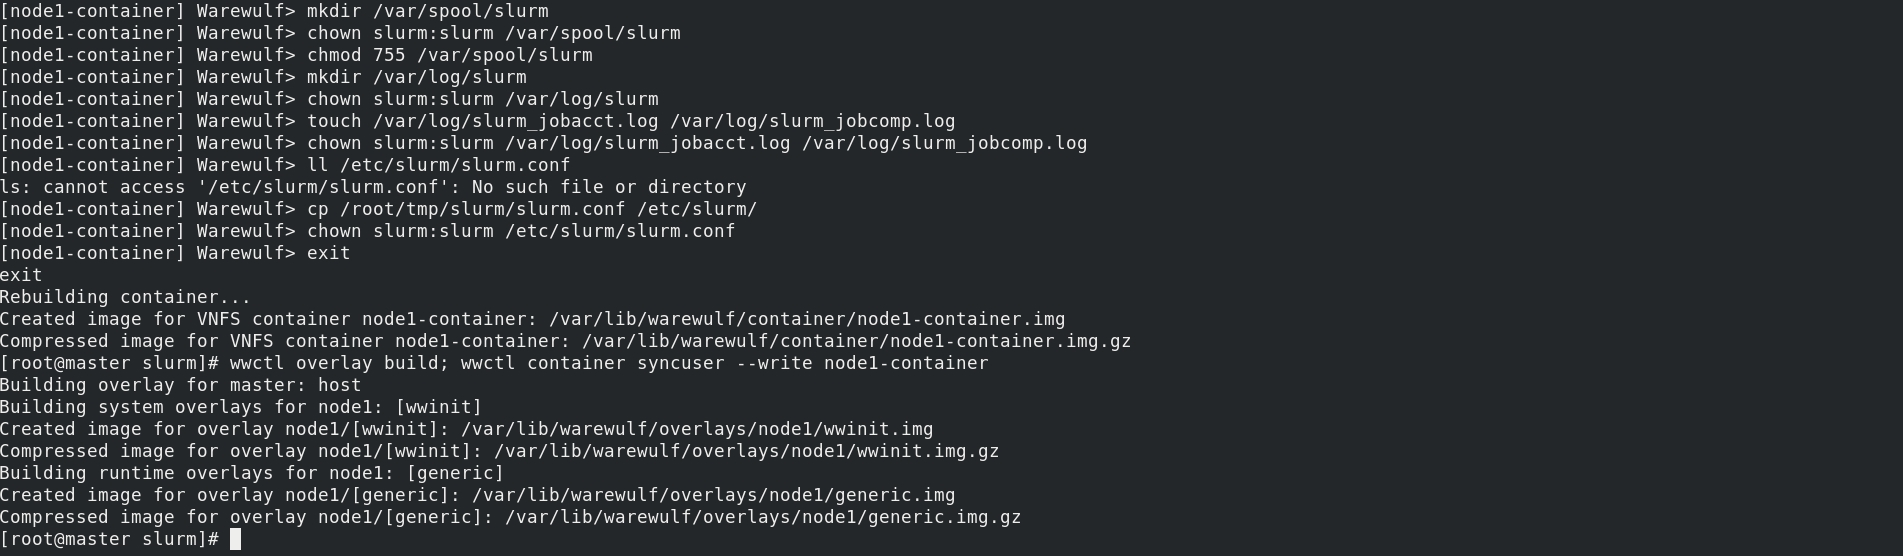 [node1-container] Warewulf> mkdir /var/spool/slurm
[node1-container] Warewulf> chown slurm:slurm /var/spool/slurm
[node1-container] Warewulf> chmod 755 /var/spool/slurm
[node1-container] Warewulf> mkdir /var/log/slurm
[node1-container] Warewulf> chown slurm:slurm /var/log/slurm
[node1-container] Warewulf> touch /var/log/slurm_jobacct.log /var/log/slurm_jobcomp.log
[node1-container] Warewulf> chown slurm:slurm /var/log/slurm_jobacct.log /var/log/slurm_jobcomp.log
[node1-container] Warewulf> ll /etc/slurm/slurm.conf
ls: cannot access '/etc/slurm/slurm.conf': No such file or directory
[node1-container] Warewulf> cp /root/tmp/slurm/slurm.conf /etc/slurm/
[node1-container] Warewulf> chown slurm:slurm /etc/slurm/slurm.conf
[node1-container] Warewulf> exit
exit
Rebuilding container...
Created image for VNFS container node1-container: /var/lib/warewulf/container/node1-container.img
Compressed image for VNFS container node1-container: /var/lib/warewulf/container/node1-container.img.gz
[root@master slurm]# wwctl overlay build; wwctl container syncuser --write node1-container
Building overlay for master: host
Building system overlays for node1: [wwinit]
Created image for overlay node1/[wwinit]: /var/lib/warewulf/overlays/node1/wwinit.img
Compressed image for overlay node1/[wwinit]: /var/lib/warewulf/overlays/node1/wwinit.img.gz
Building runtime overlays for node1: [generic]
Created image for overlay node1/[generic]: /var/lib/warewulf/overlays/node1/generic.img
Compressed image for overlay node1/[generic]: /var/lib/warewulf/overlays/node1/generic.img.gz
[root@master slurm]#